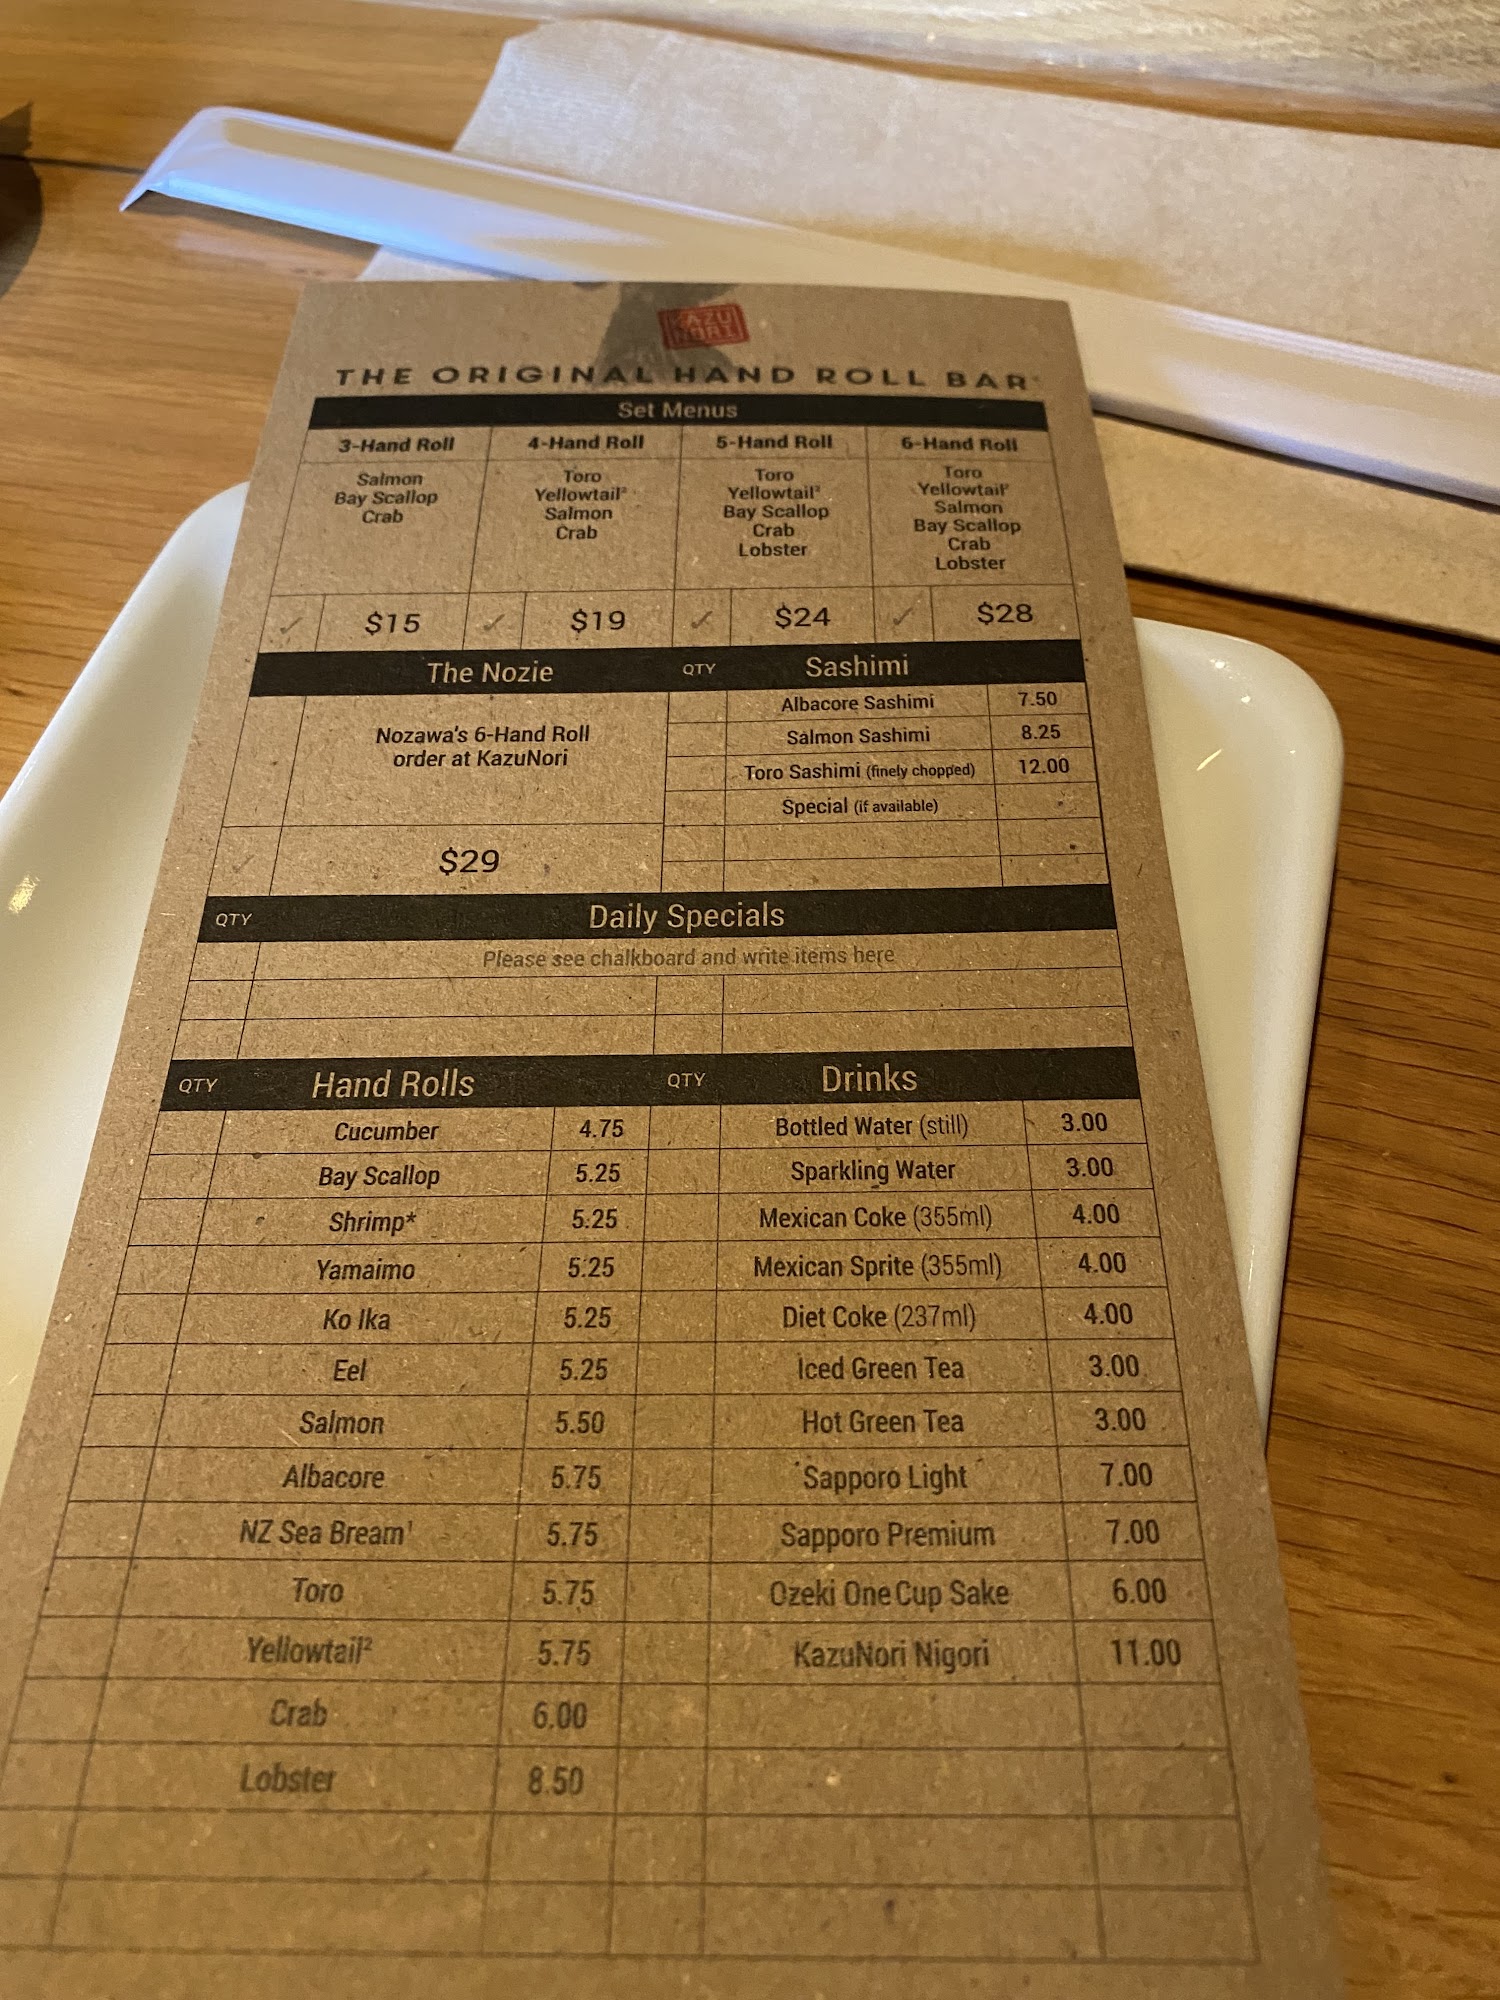 KAZU
NORI
THE ORIGINAL HAND ROLL BAR
Set Menus
3-Hand Roll 4-Hand Roll 5-Hand Roll 6-Hand Roll
Salmon
Bay Scallop
Crab
Toro
Yellowtail²
Salmon
Crab
Toro
Yellowtail²
Bay Scallop
Crab
Lobster
Toro
Yellowtail²
Salmon
Bay Scallop
Crab
Lobster
✓ $15 ✓ $19 ✓ $24 ✓ $28
The Nozie
Nozawa's 6-Hand Roll
order at KazuNori
✓ $29
QTY Sashimi
Albacore Sashimi 7.50
Salmon Sashimi 8.25
Toro Sashimi (finely chopped) 12.00
Special (if available)
QTY Daily Specials
Please see chalkboard and write items here
QTY Hand Rolls
Cucumber 4.75
Bay Scallop 5.25
Shrimp* 5.25
Yamaimo 5.25
Ko Ika 5.25
Eel 5.25
Salmon 5.50
Albacore 5.75
NZ Sea Bream¹ 5.75
Toro 5.75
Yellowtail² 5.75
Crab 6.00
Lobster 8.50
QTY Drinks
Bottled Water (still) 3.00
Sparkling Water 3.00
Mexican Coke (355ml) 4.00
Mexican Sprite (355ml) 4.00
Diet Coke (237ml) 4.00
Iced Green Tea 3.00
Hot Green Tea 3.00
Sapporo Light 7.00
Sapporo Premium 7.00
Ozeki One Cup Sake 6.00
KazuNori Nigori 11.00